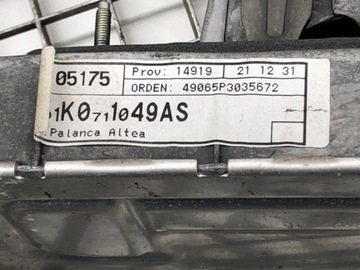 05175
Prov: 14919 21 12 31
ORDEN: 49065P3035672
1K0711049AS
Palanca Altea